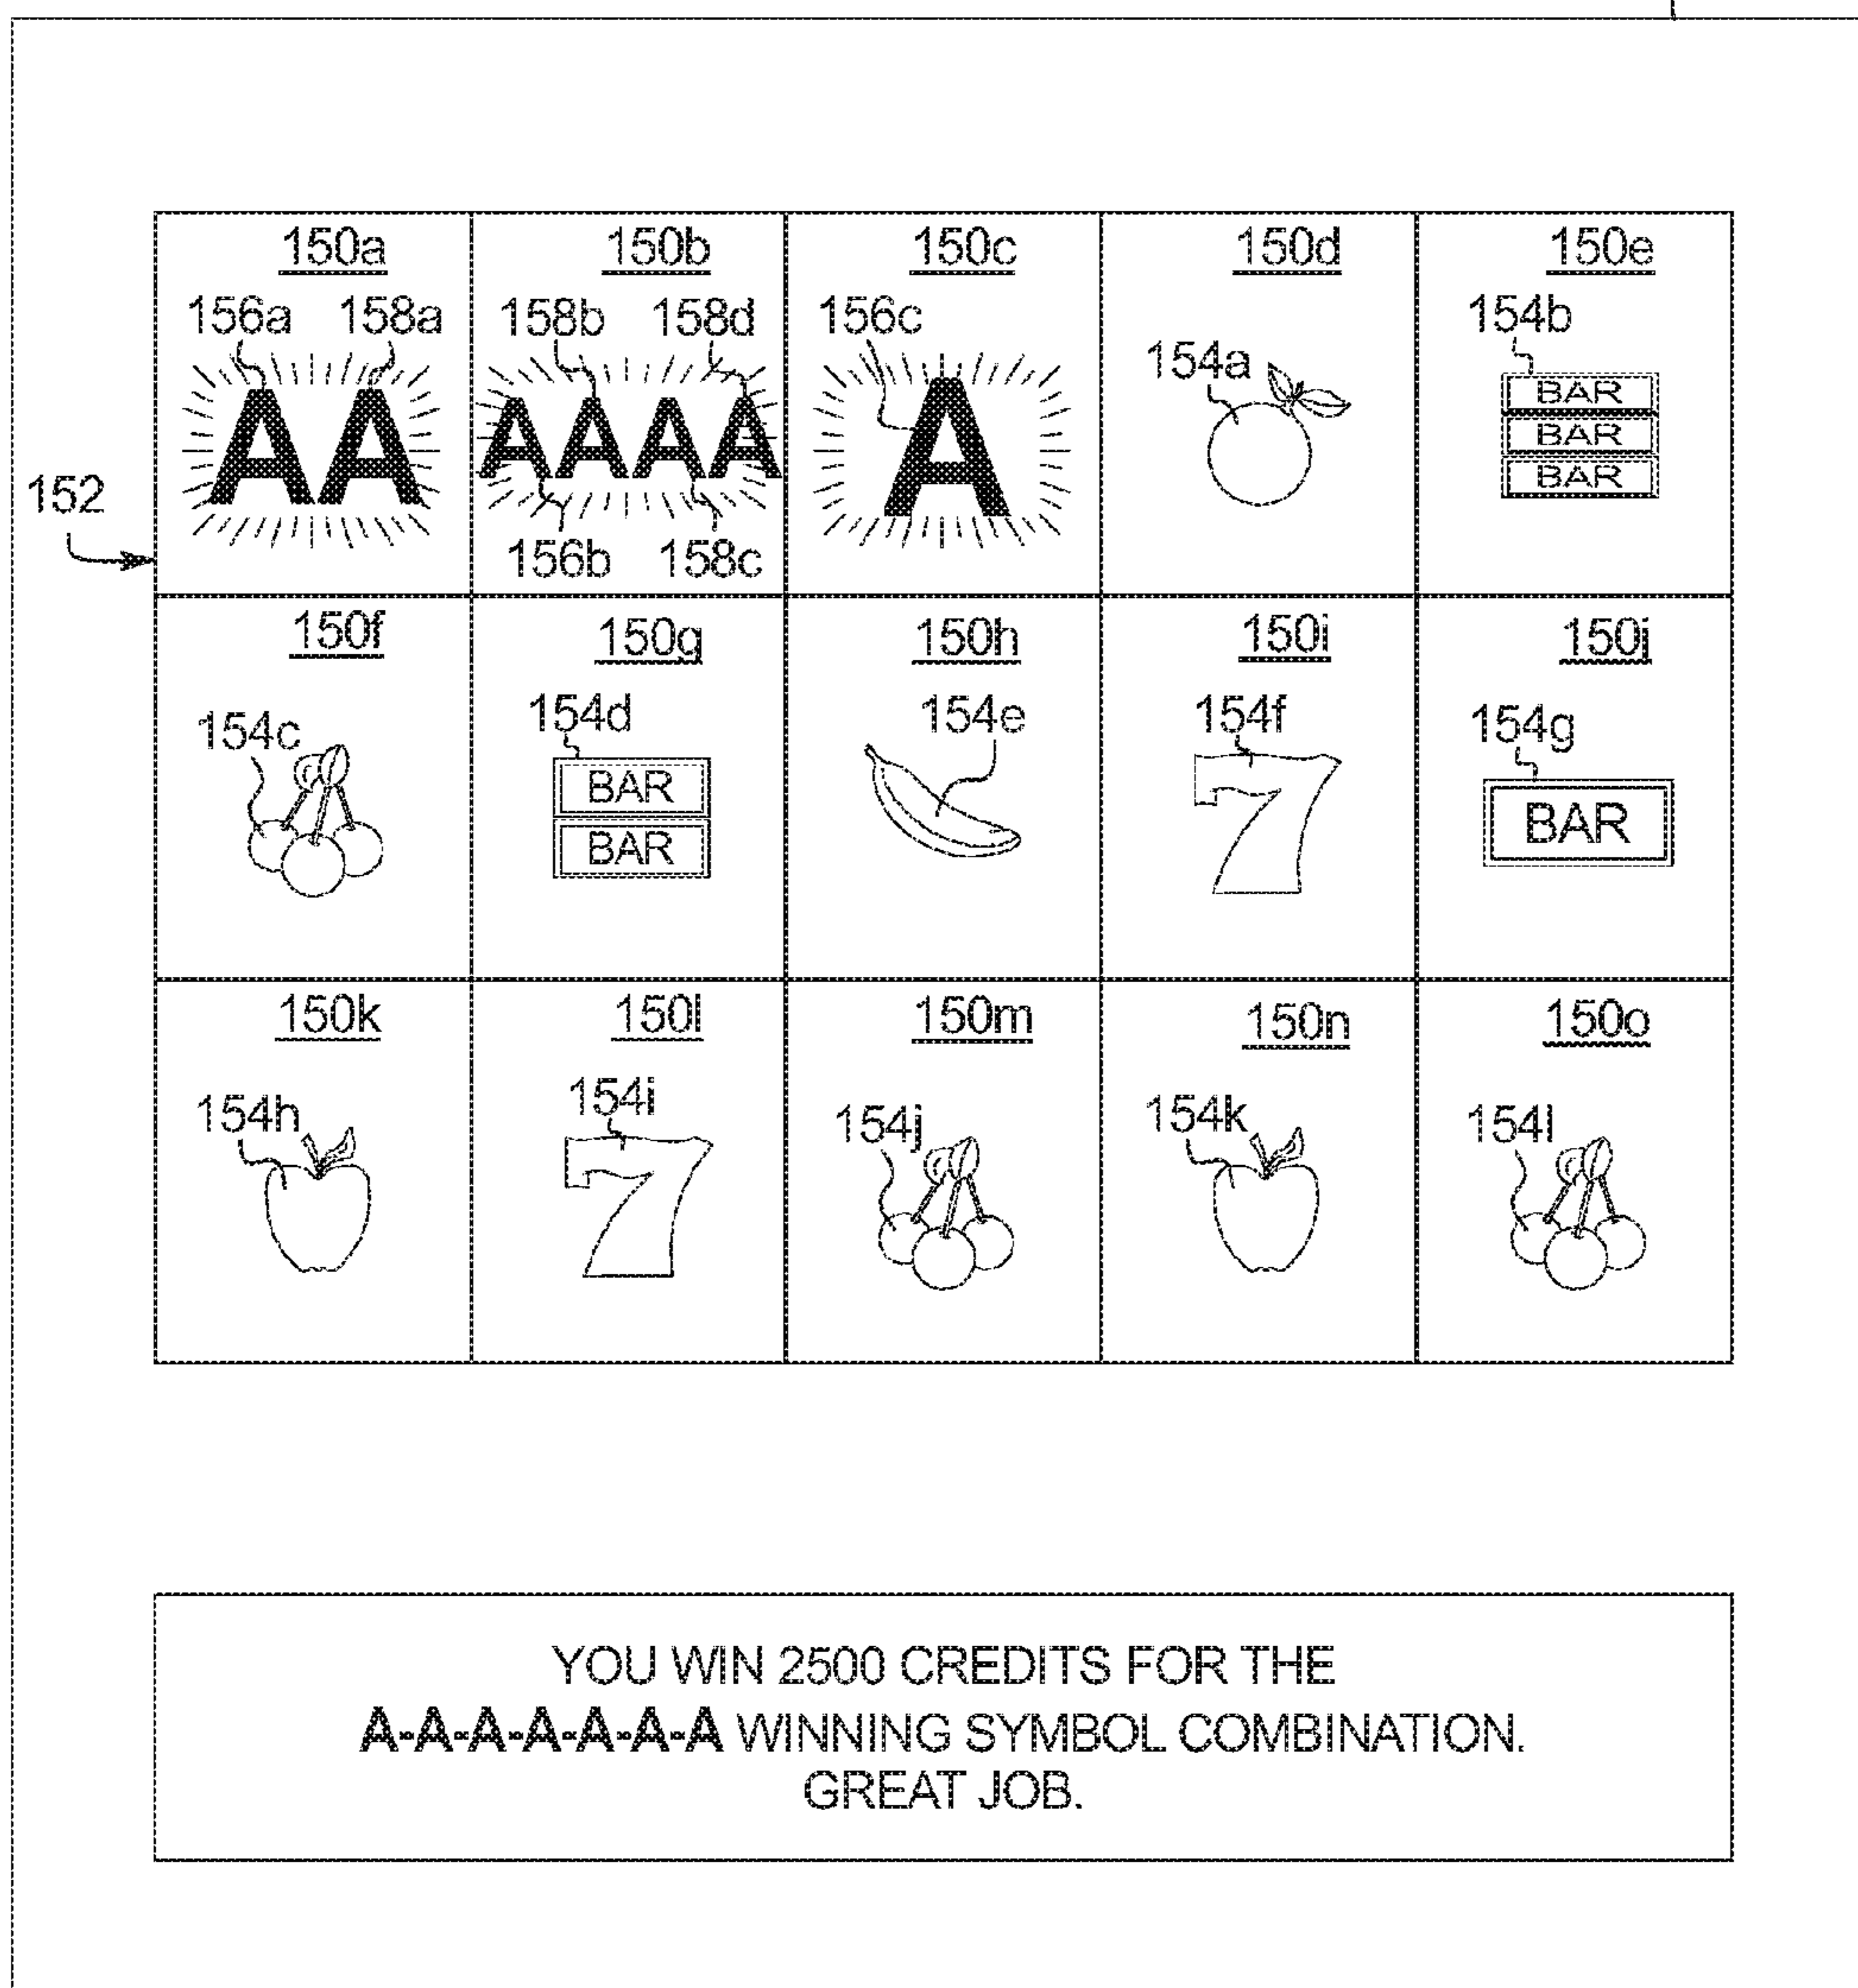 150a 150b 150c 150d 150e
156a 158a 158b 158d 156c 154a 154b
AA AAAA A BAR
BAR
BAR
152
156b 158c
150f 150g 150h 150i 150j
154c 154d 154e 154f 154g
BAR 7 BAR
BAR
150k 150l 150m 150n 150o
154h 154i 154j 154k 154l
7
YOU WIN 2500 CREDITS FOR THE
A-A-A-A-A-A-A WINNING SYMBOL COMBINATION.
GREAT JOB.